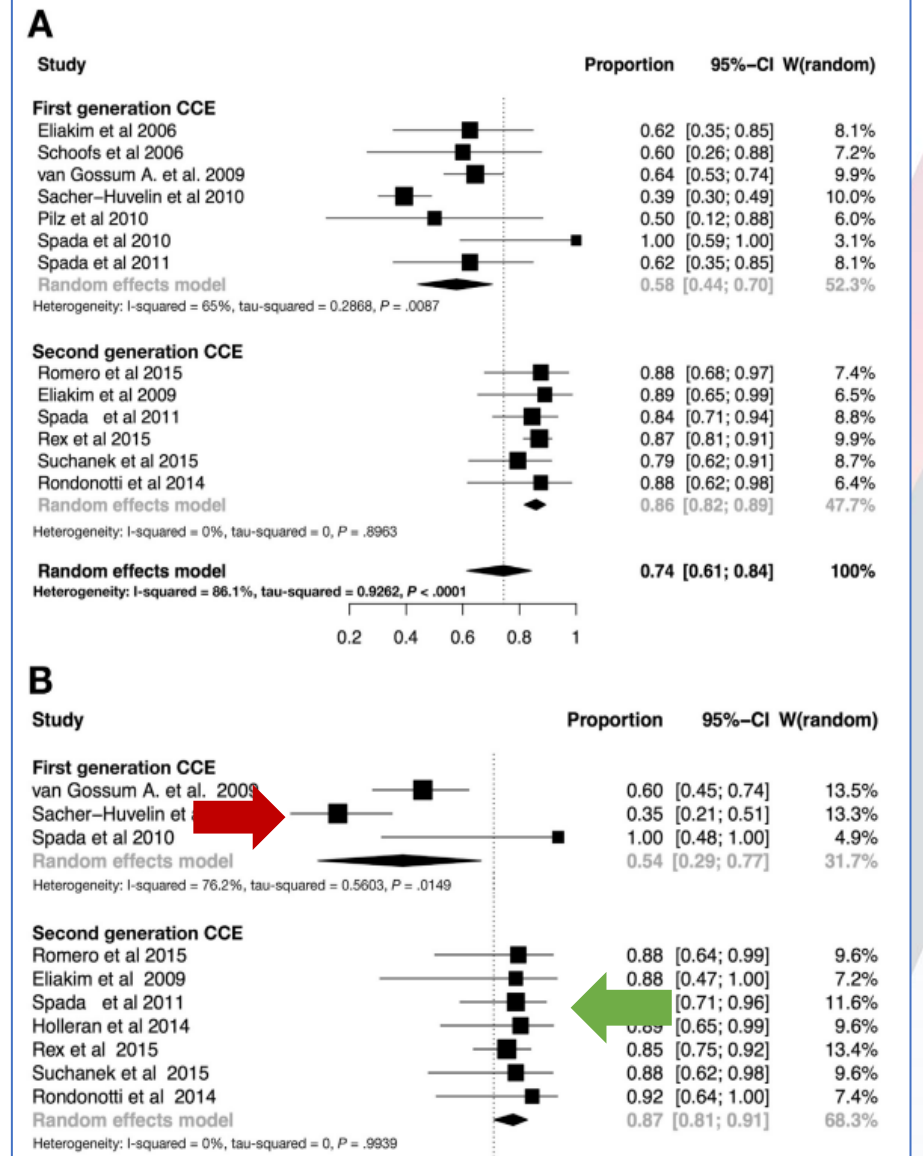 A
Study Proportion 95%–CI W(random)
First generation CCE
Eliakim et al 2006 0.62 [0.35; 0.85] 8.1%
Schoofs et al 2006 0.60 [0.26; 0.88] 7.2%
van Gossum A. et al. 2009 0.64 [0.53; 0.74] 9.9%
Sacher–Huvelin et al 2010 0.39 [0.30; 0.49] 10.0%
Pilz et al 2010 0.50 [0.12; 0.88] 6.0%
Spada et al 2010 1.00 [0.59; 1.00] 3.1%
Spada et al 2011 0.62 [0.35; 0.85] 8.1%
Random effects model 0.58 [0.44; 0.70] 52.3%
Heterogeneity: I-squared = 65%, tau-squared = 0.2868, P = .0087
Second generation CCE
Romero et al 2015 0.88 [0.68; 0.97] 7.4%
Eliakim et al 2009 0.89 [0.65; 0.99] 6.5%
Spada et al 2011 0.84 [0.71; 0.94] 8.8%
Rex et al 2015 0.87 [0.81; 0.91] 9.9%
Suchanek et al 2015 0.79 [0.62; 0.91] 8.7%
Rondonotti et al 2014 0.88 [0.62; 0.98] 6.4%
Random effects model 0.86 [0.82; 0.89] 47.7%
Heterogeneity: I-squared = 0%, tau-squared = 0, P = .8963
Random effects model 0.74 [0.61; 0.84] 100%
Heterogeneity: I-squared = 86.1%, tau-squared = 0.9262, P < .0001
0.2 0.4 0.6 0.8 1
B
Study Proportion 95%–CI W(random)
First generation CCE
van Gossum A. et al. 2009 0.60 [0.45; 0.74] 13.5%
Sacher–Huvelin et 0.35 [0.21; 0.51] 13.3%
Spada et al 2010 1.00 [0.48; 1.00] 4.9%
Random effects model 0.54 [0.29; 0.77] 31.7%
Heterogeneity: I-squared = 76.2%, tau-squared = 0.5603, P = .0149
Second generation CCE
Romero et al 2015 0.88 [0.64; 0.99] 9.6%
Eliakim et al 2009 0.88 [0.47; 1.00] 7.2%
Spada et al 2011 [0.71; 0.96] 11.6%
Holleran et al 2014 0.89 [0.65; 0.99] 9.6%
Rex et al 2015 0.85 [0.75; 0.92] 13.4%
Suchanek et al 2015 0.88 [0.62; 0.98] 9.6%
Rondonotti et al 2014 0.92 [0.64; 1.00] 7.4%
Random effects model 0.87 [0.81; 0.91] 68.3%
Heterogeneity: I-squared = 0%, tau-squared = 0, P = .9939